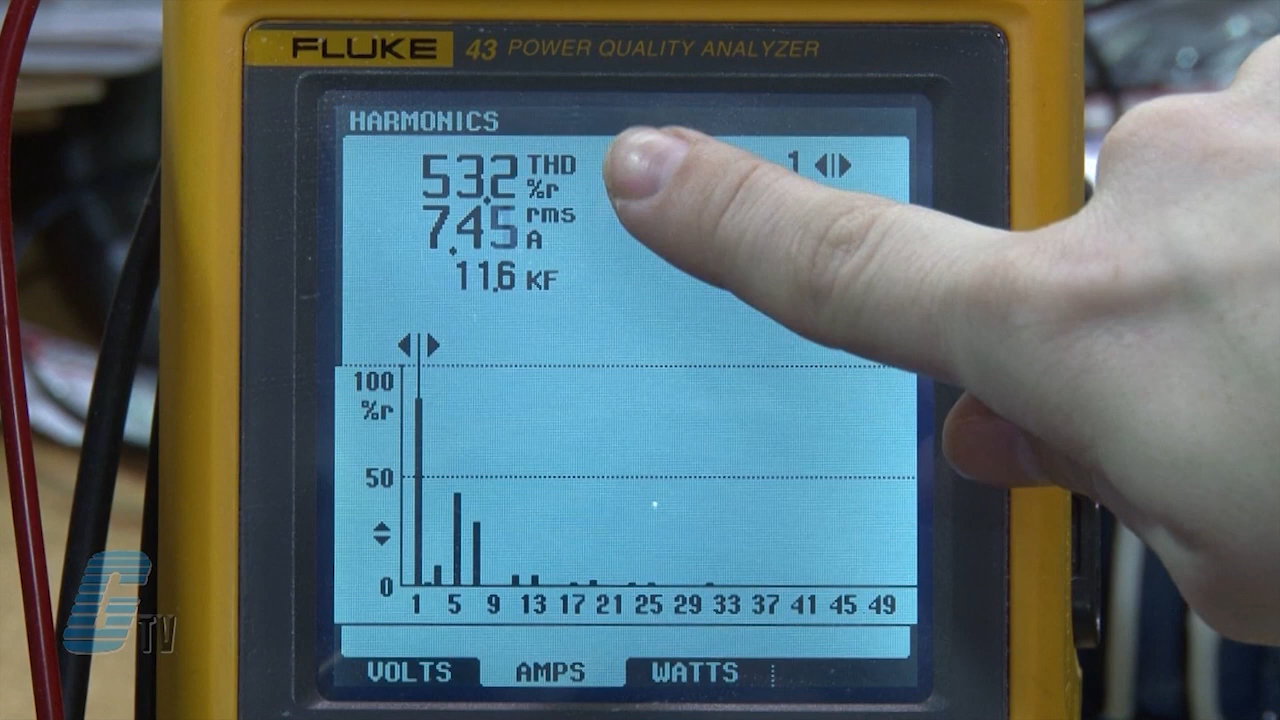 FLUKE 43 POWER QUALITY ANALYZER
HARMONICS
53.2 THD %r
1
7.45 rms A
11.6 KF
100
%r
50
0
1 5 9 13 17 21 25 29 33 37 41 45 49
VOLTS AMPS WATTS
G TV